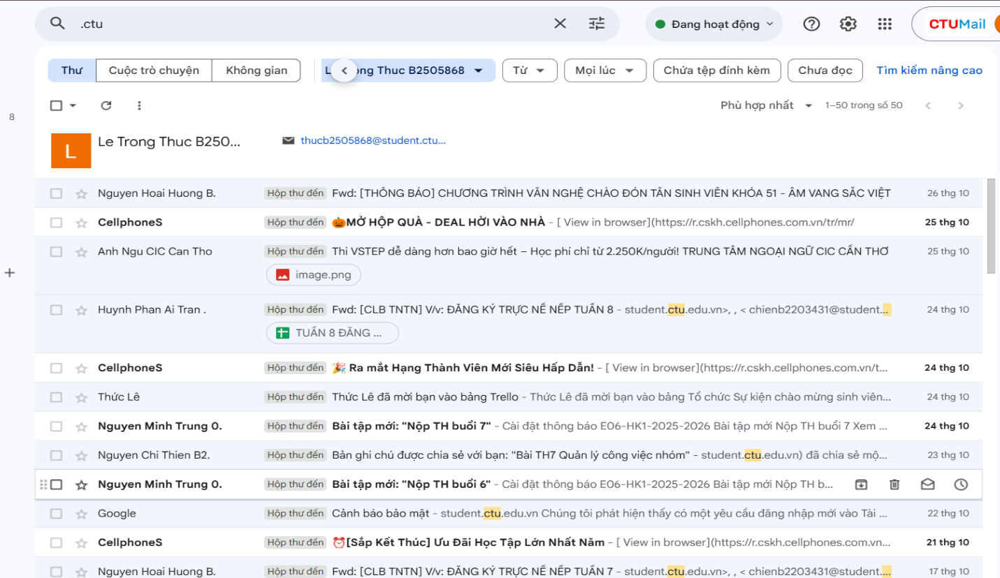 .ctu
Đang hoạt động
CTUMail
Thư Cuộc trò chuyện Không gian
ong Thuc B2505868 Từ Mọi lúc Chứa tệp đính kèm Chưa đọc Tìm kiếm nâng cao
Phù hợp nhất 1–50 trong số 50
8
Le Trong Thuc B250... thucb2505868@student.ctu...
L
Nguyen Hoai Huong B. Hộp thư đến Fwd: [THÔNG BÁO] CHƯƠNG TRÌNH VĂN NGHỆ CHÀO ĐÓN TÂN SINH VIÊN KHÓA 51 - ÂM VANG SẮC VIỆT 26 thg 10
CellphoneS Hộp thư đến 🎃MỞ HỘP QUÀ - DEAL HỜI VÀO NHÀ - [ View in browser](https://r.cskh.cellphones.com.vn/tr/mr/ 25 thg 10
Anh Ngu CIC Can Tho Hộp thư đến Thi VSTEP dễ dàng hơn bao giờ hết – Học phí chỉ từ 2.250K/người! TRUNG TÂM NGOẠI NGỮ CIC CẦN THƠ 25 thg 10
image.png
Huynh Phan Ai Tran . Hộp thư đến Fwd: [CLB TNTN] V/v: ĐĂNG KÝ TRỰC NỀ NẾP TUẦN 8 - student.ctu.edu.vn>, , < chienb2203431@student... 24 thg 10
TUẦN 8 ĐĂNG ...
CellphoneS Hộp thư đến 🎉 Ra mắt Hạng Thành Viên Mới Siêu Hấp Dẫn! - [ View in browser](https://r.cskh.cellphones.com.vn/t... 24 thg 10
Thức Lê Hộp thư đến Thức Lê đã mời bạn vào bảng Trello - Thức Lê đã mời bạn vào bảng Tổ chức Sự kiện chào mừng sinh viên... 24 thg 10
Nguyen Minh Trung 0. Hộp thư đến Bài tập mới: "Nộp TH buổi 7" - Cài đặt thông báo E06-HK1-2025-2026 Bài tập mới Nộp TH buổi 7 Xem ... 24 thg 10
Nguyen Chi Thien B2. Hộp thư đến Bản ghi chú được chia sẻ với bạn: "Bài TH7 Quản lý công việc nhóm" - student.ctu.edu.vn) đã chia sẻ mộ... 23 thg 10
Nguyen Minh Trung 0. Hộp thư đến Bài tập mới: "Nộp TH buổi 6" - Cài đặt thông báo E06-HK1-2025-2026 Bài tập mới Nộp TH b...
Google Hộp thư đến Cảnh báo bảo mật - student.ctu.edu.vn Chúng tôi phát hiện thấy có một yêu cầu đăng nhập mới vào Tài ... 22 thg 10
CellphoneS Hộp thư đến ⏰[Sắp Kết Thúc] Ưu Đãi Học Tập Lớn Nhất Năm - [ View in browser](https://r.cskh.cellphones.com.vn... 21 thg 10
Nguyen Hoai Huong B. Hộp thư đến Fwd: [CLB TNTN] V/v: ĐĂNG KÝ TRỰC NỀ NẾP TUẦN 7 - student.ctu.edu.vn>, , < chienb2203431@student.... 17 thg 10